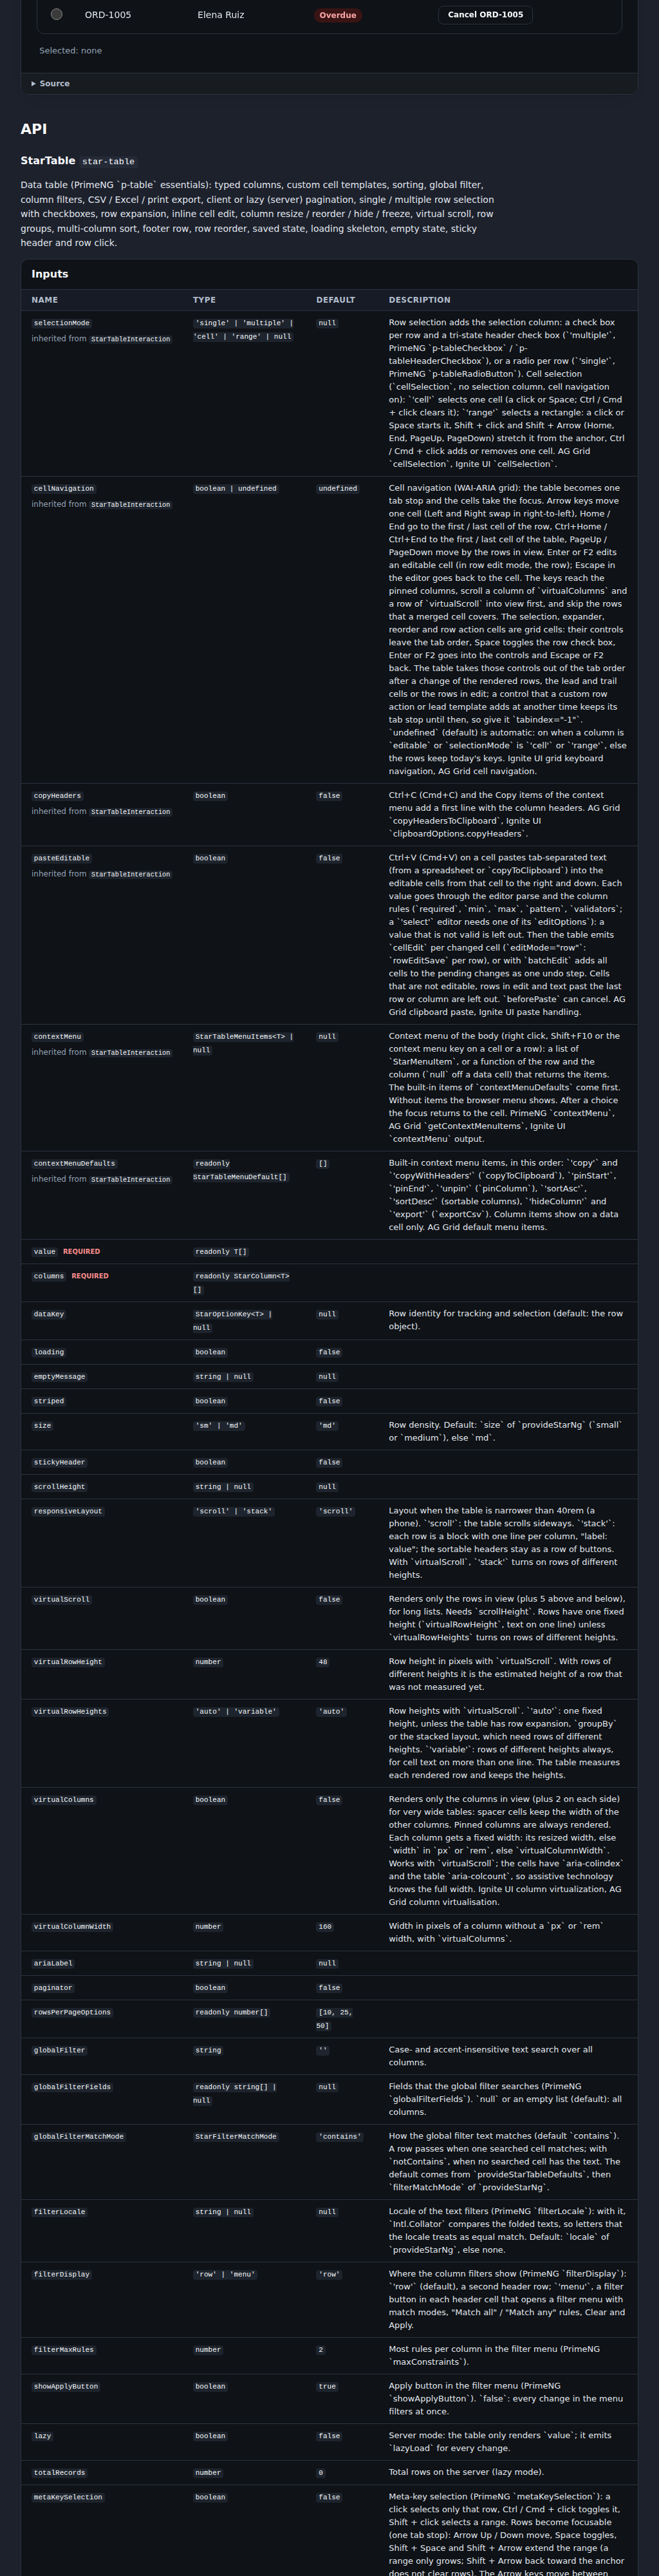 ORD-1005 Elena Ruiz Overdue Cancel ORD-1005
Selected: none
▶ Source
API
StarTable star-table
Data table (PrimeNG `p-table` essentials): typed columns, custom cell templates, sorting, global filter,
column filters, CSV / Excel / print export, client or lazy (server) pagination, single / multiple row selection
with checkboxes, row expansion, inline cell edit, column resize / reorder / hide / freeze, virtual scroll, row
groups, multi-column sort, footer row, row reorder, saved state, loading skeleton, empty state, sticky
header and row click.
Inputs
NAME TYPE DEFAULT DESCRIPTION
selectionMode 'single' | 'multiple' | null Row selection adds the selection column: a check box
inherited from StarTableInteraction 'cell' | 'range' | null per row and a tri-state header check box (`'multiple'`,
PrimeNG `p-tableCheckbox` / `p-
tableHeaderCheckbox`), or a radio per row (`'single'`,
PrimeNG `p-tableRadioButton`). Cell selection
(`cellSelection`, no selection column, cell navigation
on): `'cell'` selects one cell (a click or Space; Ctrl / Cmd
+ click clears it); `'range'` selects a rectangle: a click or
Space starts it, Shift + click and Shift + Arrow (Home,
End, PageUp, PageDown) stretch it from the anchor, Ctrl
/ Cmd + click adds or removes one cell. AG Grid
`cellSelection`, Ignite UI `cellSelection`.
cellNavigation boolean | undefined undefined Cell navigation (WAI-ARIA grid): the table becomes one
inherited from StarTableInteraction tab stop and the cells take the focus. Arrow keys move
one cell (Left and Right swap in right-to-left), Home /
End go to the first / last cell of the row, Ctrl+Home /
Ctrl+End to the first / last cell of the table, PageUp /
PageDown move by the rows in view. Enter or F2 edits
an editable cell (in row edit mode, the row); Escape in
the editor goes back to the cell. The keys reach the
pinned columns, scroll a column of `virtualColumns` and
a row of `virtualScroll` into view first, and skip the rows
that a merged cell covers. The selection, expander,
reorder and row action cells are grid cells: their controls
leave the tab order, Space toggles the row check box,
Enter or F2 goes into the controls and Escape or F2
back. The table takes those controls out of the tab order
after a change of the rendered rows, the lead and trail
cells or the rows in edit; a control that a custom row
action or lead template adds at another time keeps its
tab stop until then, so give it `tabindex="-1"`.
`undefined` (default) is automatic: on when a column is
`editable` or `selectionMode` is `'cell'` or `'range'`, else
the rows keep today's keys. Ignite UI grid keyboard
navigation, AG Grid cell navigation.
copyHeaders boolean false Ctrl+C (Cmd+C) and the Copy items of the context
inherited from StarTableInteraction menu add a first line with the column headers. AG Grid
`copyHeadersToClipboard`, Ignite UI
`clipboardOptions.copyHeaders`.
pasteEditable boolean false Ctrl+V (Cmd+V) on a cell pastes tab-separated text
inherited from StarTableInteraction (from a spreadsheet or `copyToClipboard`) into the
editable cells from that cell to the right and down. Each
value goes through the editor parse and the column
rules (`required`, `min`, `max`, `pattern`, `validators`;
a `'select'` editor needs one of its `editOptions`): a
value that is not valid is left out. Then the table emits
`cellEdit` per changed cell (`editMode="row"`:
`rowEditSave` per row), or with `batchEdit` adds all
cells to the pending changes as one undo step. Cells
that are not editable, rows in edit and text past the last
row or column are left out. `beforePaste` can cancel. AG
Grid clipboard paste, Ignite UI paste handling.
contextMenu StarTableMenuItems<T> | null Context menu of the body (right click, Shift+F10 or the
inherited from StarTableInteraction null context menu key on a cell or a row): a list of
`StarMenuItem`, or a function of the row and the
column (`null` off a data cell) that returns the items.
The built-in items of `contextMenuDefaults` come first.
Without items the browser menu shows. After a choice
the focus returns to the cell. PrimeNG `contextMenu`,
AG Grid `getContextMenuItems`, Ignite UI
`contextMenu` output.
contextMenuDefaults readonly [] Built-in context menu items, in this order: `'copy'` and
inherited from StarTableInteraction StarTableMenuDefault[] `'copyWithHeaders'` (`copyToClipboard`), `'pinStart'`,
`'pinEnd'`, `'unpin'` (`pinColumn`), `'sortAsc'`,
`'sortDesc'` (sortable columns), `'hideColumn'` and
`'export'` (`exportCsv`). Column items show on a data
cell only. AG Grid default menu items.
value REQUIRED readonly T[]
columns REQUIRED readonly StarColumn<T>
[]
dataKey StarOptionKey<T> | null Row identity for tracking and selection (default: the row
null object).
loading boolean false
emptyMessage string | null null
striped boolean false
size 'sm' | 'md' 'md' Row density. Default: `size` of `provideStarNg` (`small`
or `medium`), else `md`.
stickyHeader boolean false
scrollHeight string | null null
responsiveLayout 'scroll' | 'stack' 'scroll' Layout when the table is narrower than 40rem (a
phone). `'scroll'`: the table scrolls sideways. `'stack'`:
each row is a block with one line per column, "label:
value"; the sortable headers stay as a row of buttons.
With `virtualScroll`, `'stack'` turns on rows of different
heights.
virtualScroll boolean false Renders only the rows in view (plus 5 above and below),
for long lists. Needs `scrollHeight`. Rows have one fixed
height (`virtualRowHeight`, text on one line) unless
`virtualRowHeights` turns on rows of different heights.
virtualRowHeight number 48 Row height in pixels with `virtualScroll`. With rows of
different heights it is the estimated height of a row that
was not measured yet.
virtualRowHeights 'auto' | 'variable' 'auto' Row heights with `virtualScroll`. `'auto'`: one fixed
height, unless the table has row expansion, `groupBy`
or the stacked layout, which need rows of different
heights. `'variable'`: rows of different heights always,
for cell text on more than one line. The table measures
each rendered row and keeps the heights.
virtualColumns boolean false Renders only the columns in view (plus 2 on each side)
for very wide tables: spacer cells keep the width of the
other columns. Pinned columns are always rendered.
Each column gets a fixed width: its resized width, else
`width` in `px` or `rem`, else `virtualColumnWidth`.
Works with `virtualScroll`; the cells have `aria-colindex`
and the table `aria-colcount`, so assistive technology
knows the full width. Ignite UI column virtualization, AG
Grid column virtualisation.
virtualColumnWidth number 160 Width in pixels of a column without a `px` or `rem`
width, with `virtualColumns`.
ariaLabel string | null null
paginator boolean false
rowsPerPageOptions readonly number[] [10, 25,
50]
globalFilter string '' Case- and accent-insensitive text search over all
columns.
globalFilterFields readonly string[] | null Fields that the global filter searches (PrimeNG
null `globalFilterFields`). `null` or an empty list (default): all
columns.
globalFilterMatchMode StarFilterMatchMode 'contains' How the global filter text matches (default `contains`).
A row passes when one searched cell matches; with
`notContains`, when no searched cell has the text. The
default comes from `provideStarTableDefaults`, then
`filterMatchMode` of `provideStarNg`.
filterLocale string | null null Locale of the text filters (PrimeNG `filterLocale`): with it,
`Intl.Collator` compares the folded texts, so letters that
the locale treats as equal match. Default: `locale` of
`provideStarNg`, else none.
filterDisplay 'row' | 'menu' 'row' Where the column filters show (PrimeNG `filterDisplay`):
`'row'` (default), a second header row; `'menu'`, a filter
button in each header cell that opens a filter menu with
match modes, "Match all" / "Match any" rules, Clear and
Apply.
filterMaxRules number 2 Most rules per column in the filter menu (PrimeNG
`maxConstraints`).
showApplyButton boolean true Apply button in the filter menu (PrimeNG
`showApplyButton`). `false`: every change in the menu
filters at once.
lazy boolean false Server mode: the table only renders `value`; it emits
`lazyLoad` for every change.
totalRecords number 0 Total rows on the server (lazy mode).
metaKeySelection boolean false Meta-key selection (PrimeNG `metaKeySelection`): a
click selects only that row, Ctrl / Cmd + click toggles it,
Shift + click selects a range. Rows become focusable
(one tab stop): Arrow Up / Down move, Space toggles,
Shift + Space and Shift + Arrow extend the range (a
range only grows; Shift + Arrow back toward the anchor
does not clear rows). The Arrow keys move between